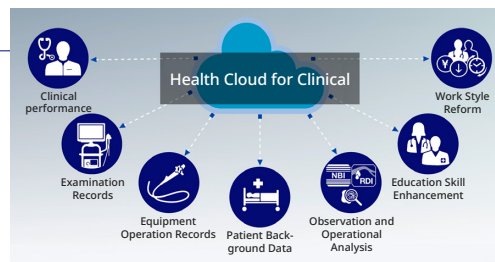 Health Cloud for Clinical
Clinical
performance
Work Style
Reform
Examination
Records
NBI
RDI
Education Skill
Enhancement
Equipment
Operation Records
Patient Back-
ground Data
Observation and
Operational
Analysis
¥